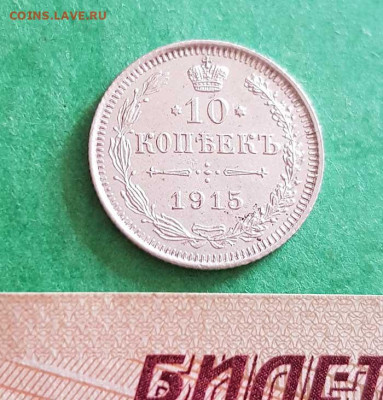 COINS.LAVE.RU
10
КОПѢЕКЪ
1915
БИЛЕТ